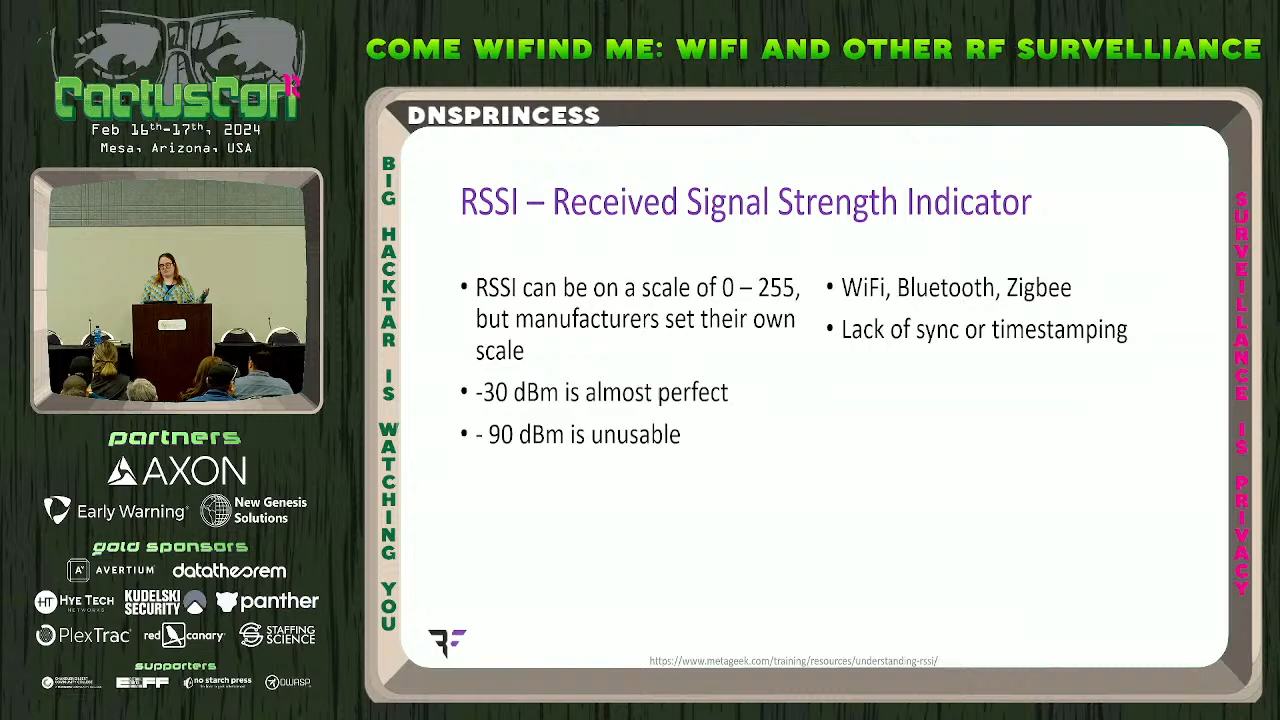 CactusCon
Feb 16th-17th, 2024
Mesa, Arizona, USA
COME WIFIND ME: WIFI AND OTHER RF SURVELLIANCE
DNSPRINCESS
BIG HACKTAR IS WATCHING YOU
RSSI – Received Signal Strength Indicator
• RSSI can be on a scale of 0 – 255,
but manufacturers set their own
scale
• -30 dBm is almost perfect
• - 90 dBm is unusable
• WiFi, Bluetooth, Zigbee
• Lack of sync or timestamping
https://www.metageek.com/training/resources/understanding-rssi/
SURVEILLANCE IS PRIVACY
partners
AXON
Early Warning
New Genesis
Solutions
gold sponsors
AVERTIUM
datatheorem
HT HYE TECH
NETWORKS
KUDELSKI
SECURITY
panther
PlexTrac
red canary
STAFFING
SCIENCE
supporters
EFF
no starch press
OWASP